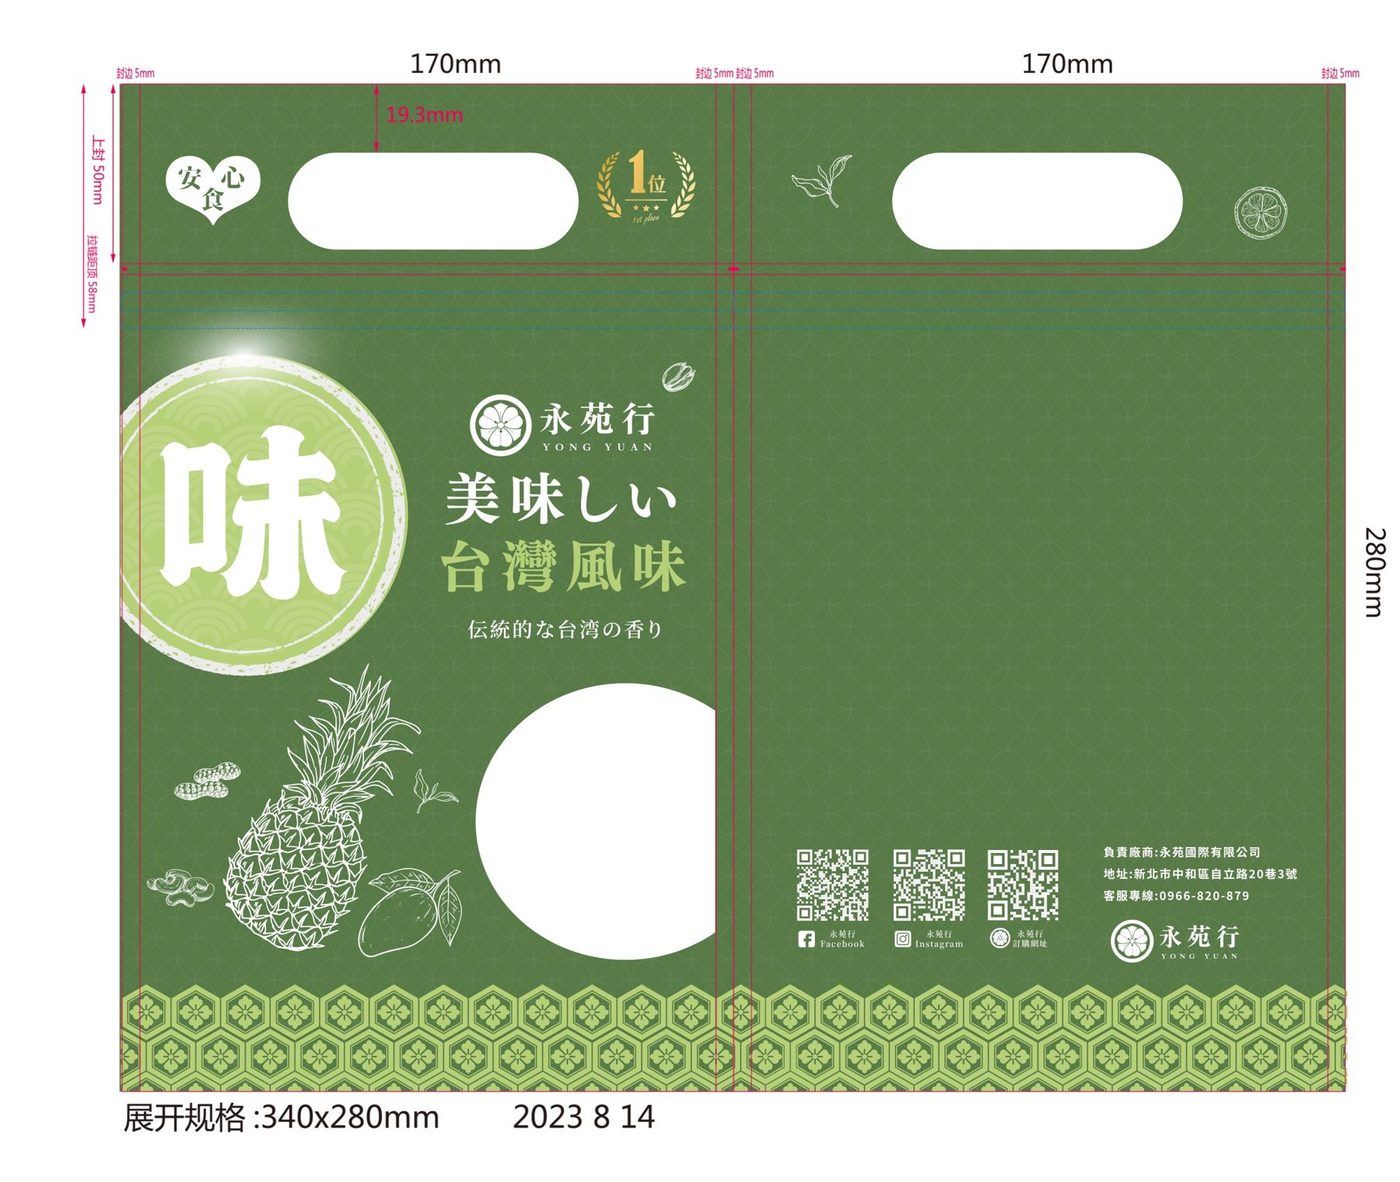 170mm
170mm
封边 5mm
封边 5mm
封边 5mm
封边 5mm
19.3mm
上封 50mm
拉链距顶 58mm
安心
食
1位
1st place
味
永苑行
YONG YUAN
美味しい
台灣風味
伝統的な台湾の香り
280mm
負責廠商:永苑國際有限公司
地址:新北市中和區自立路20巷3號
客服專線:0966-820-879
永苑行
Facebook
永苑行
Instagram
永苑行
訂購網址
永苑行
YONG YUAN
展开规格 :340x280mm
2023 8 14